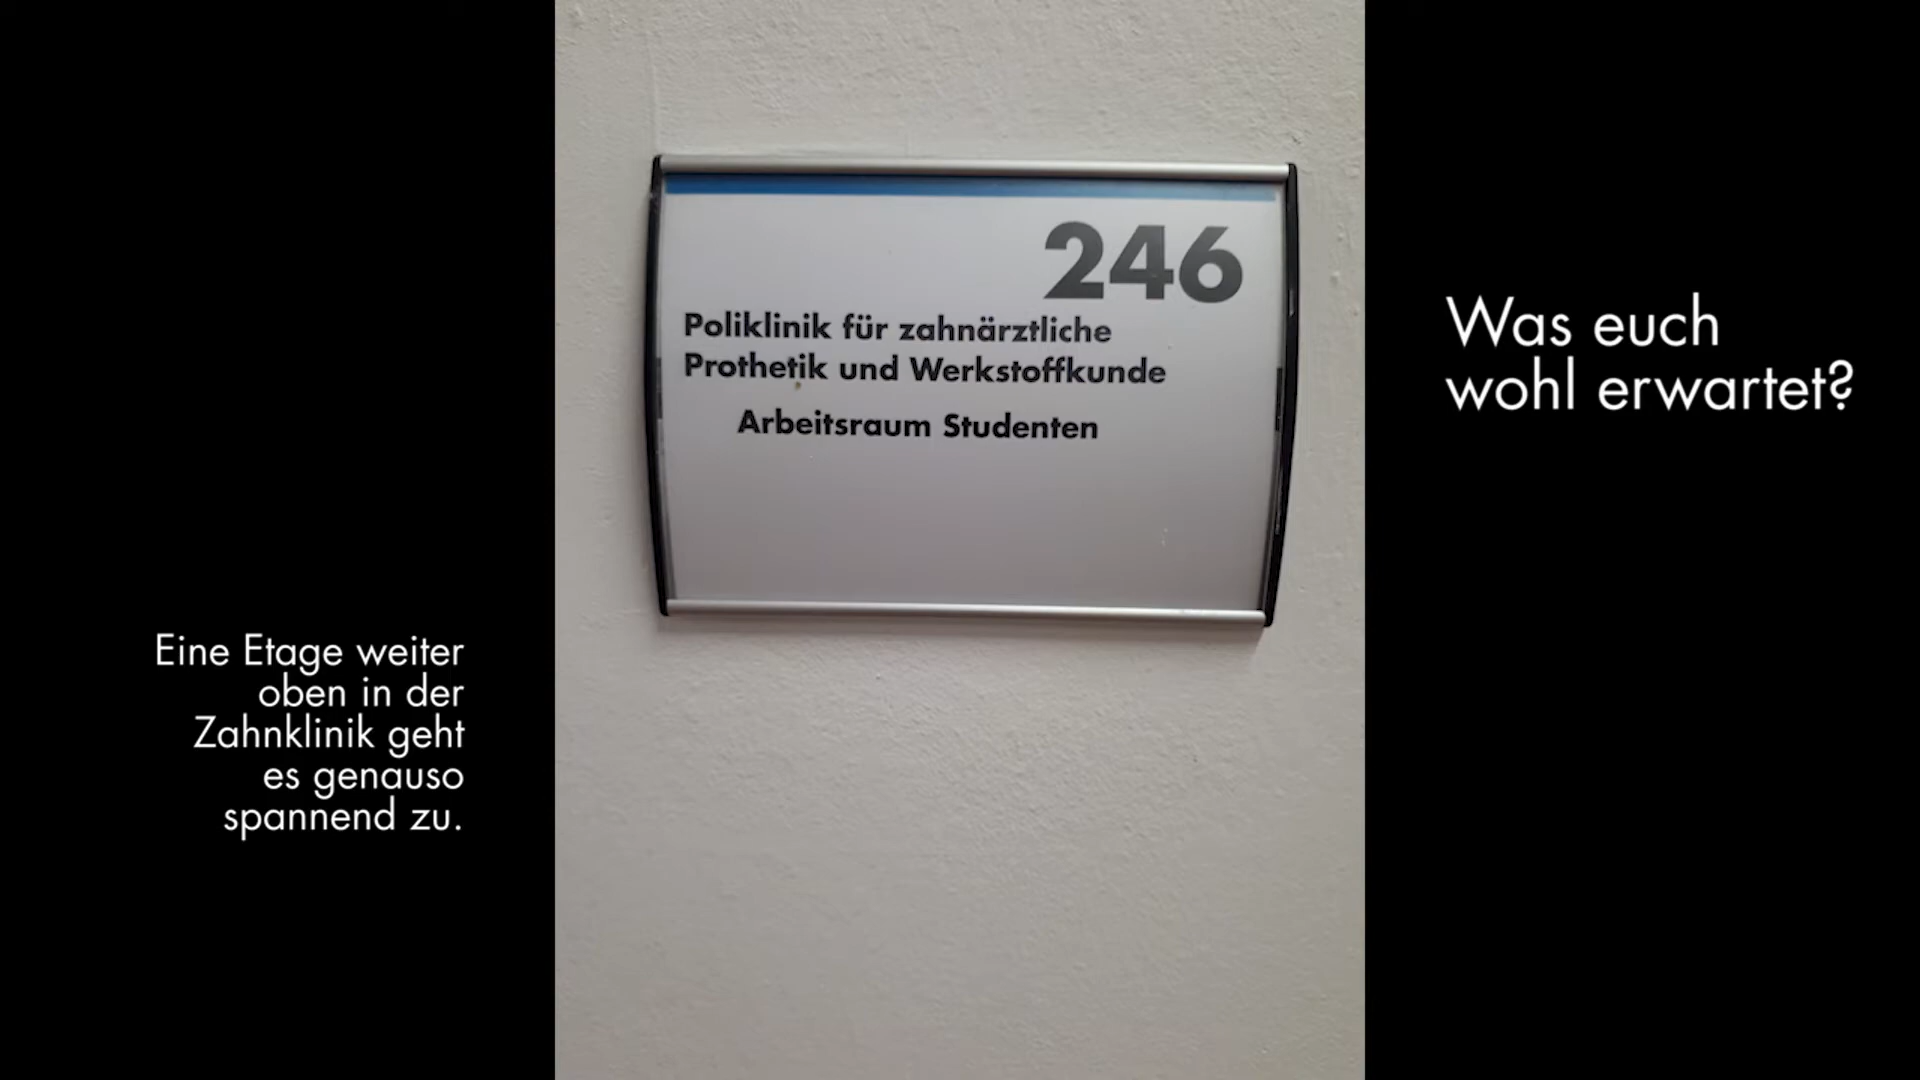 Eine Etage weiter
oben in der
Zahnklinik geht
es genauso
spannend zu.
246
Poliklinik für zahnärztliche
Prothetik und Werkstoffkunde
Arbeitsraum Studenten
Was euch
wohl erwartet?